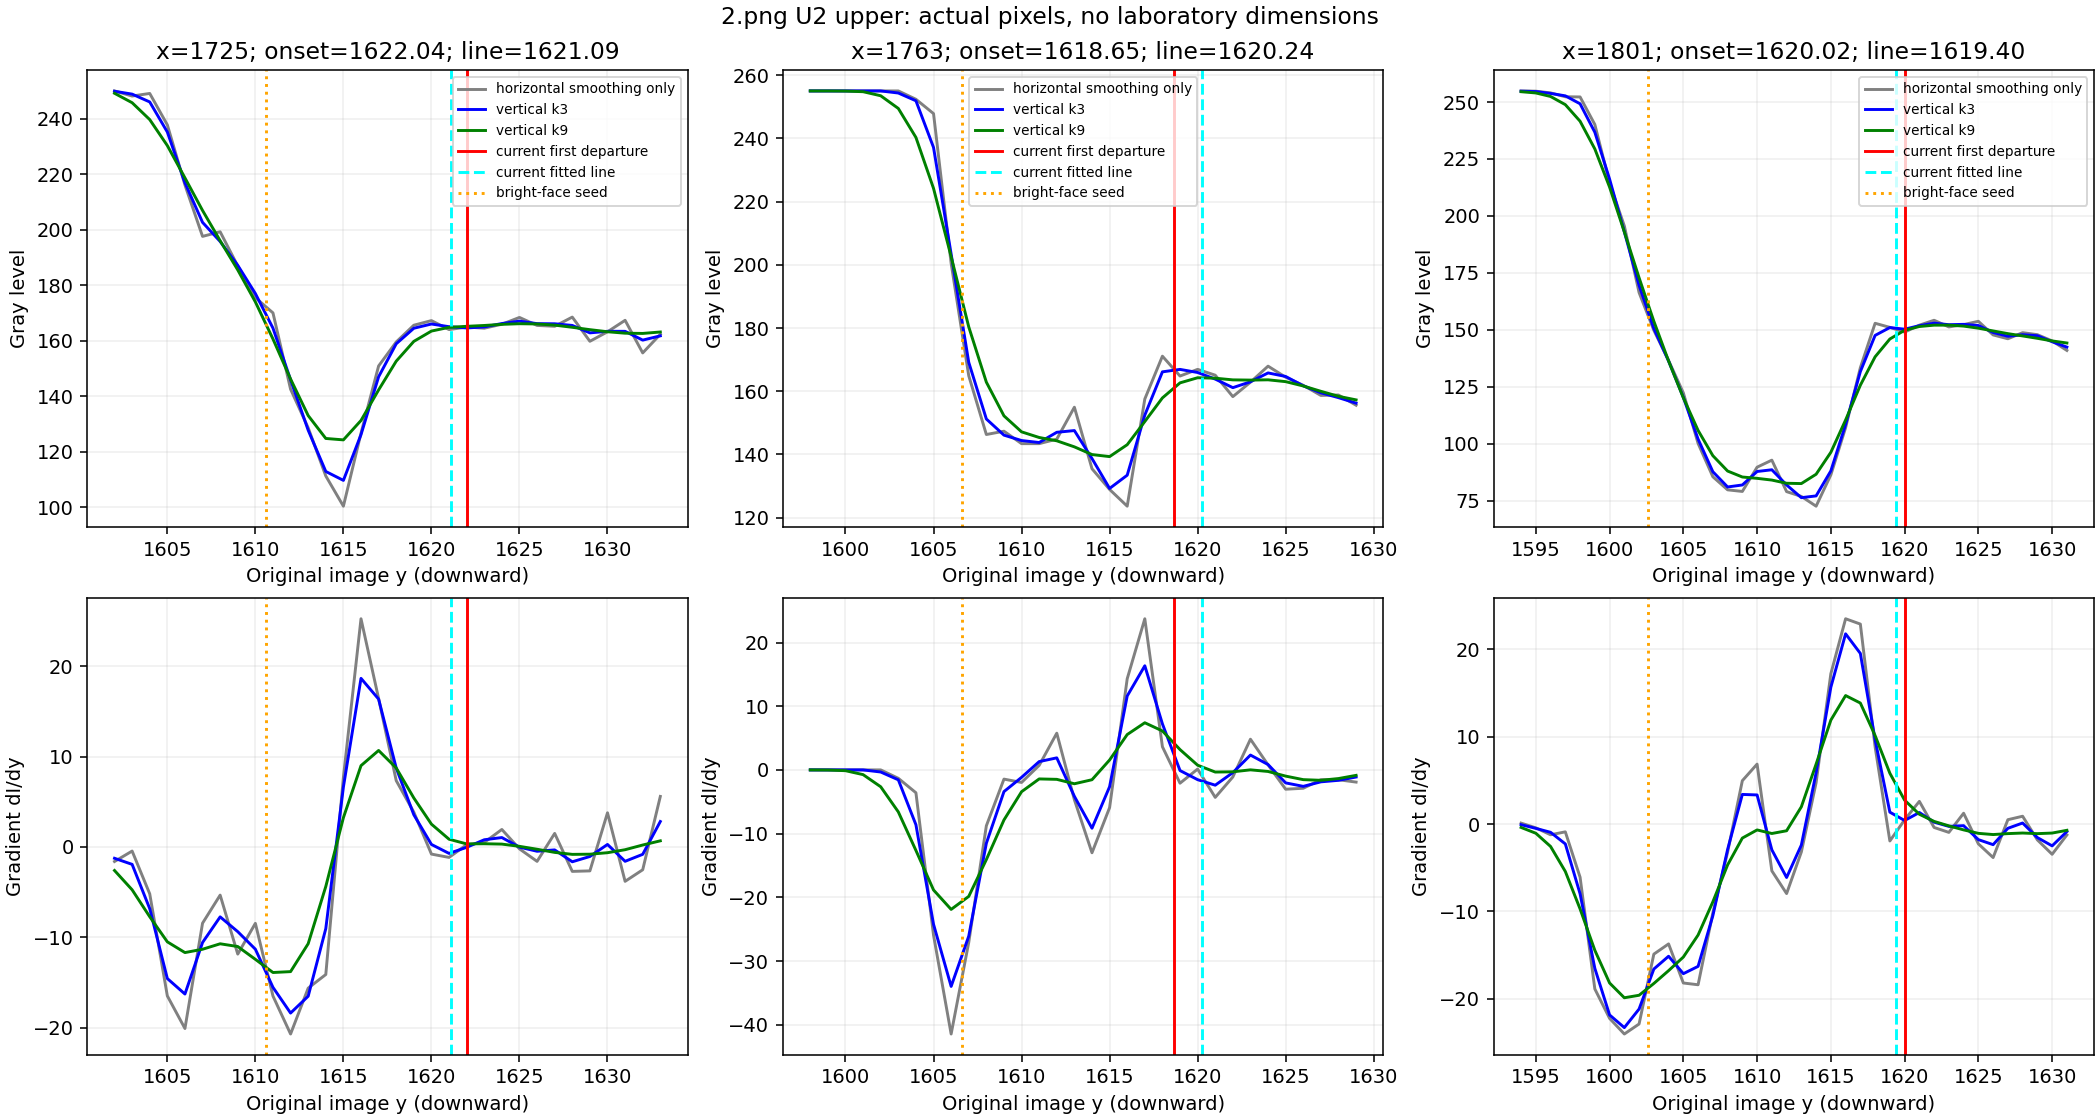 2.png U2 upper: actual pixels, no laboratory dimensions
x=1725; onset=1622.04; line=1621.09
horizontal smoothing only
vertical k3
vertical k9
current first departure
current fitted line
bright-face seed
Gray level
240
220
200
180
160
140
120
100
1605
1610
1615
1620
1625
1630
Original image y (downward)
x=1763; onset=1618.65; line=1620.24
horizontal smoothing only
vertical k3
vertical k9
current first departure
current fitted line
bright-face seed
Gray level
260
240
220
200
180
160
140
120
1600
1605
1610
1615
1620
1625
1630
Original image y (downward)
x=1801; onset=1620.02; line=1619.40
horizontal smoothing only
vertical k3
vertical k9
current first departure
current fitted line
bright-face seed
Gray level
250
225
200
175
150
125
100
75
1595
1600
1605
1610
1615
1620
1625
1630
Original image y (downward)
Gradient dI/dy
20
10
0
−10
−20
1605
1610
1615
1620
1625
1630
Original image y (downward)
Gradient dI/dy
20
10
0
−10
−20
−30
−40
1600
1605
1610
1615
1620
1625
1630
Original image y (downward)
Gradient dI/dy
20
10
0
−10
−20
1595
1600
1605
1610
1615
1620
1625
1630
Original image y (downward)